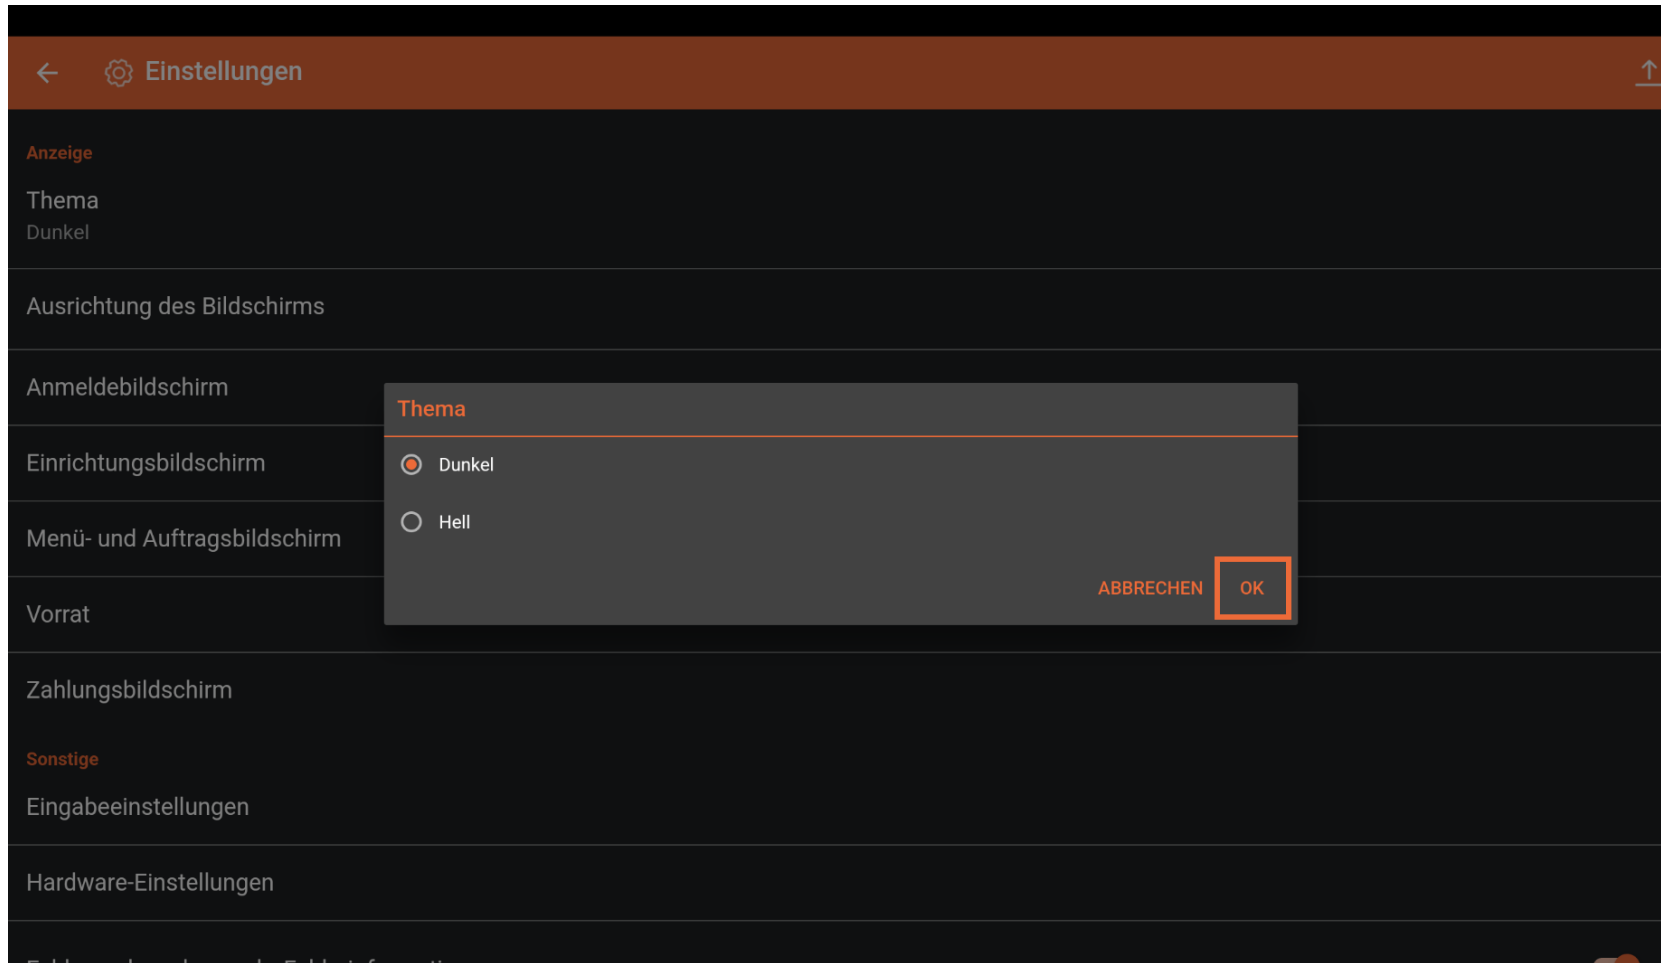 Einstellungen
Anzeige
Thema
Dunkel
Ausrichtung des Bildschirms
Anmeldebildschirm
Einrichtungsbildschirm
Menü- und Auftragsbildschirm
Vorrat
Zahlungsbildschirm
Sonstige
Eingabeeinstellungen
Hardware-Einstellungen
Thema
Dunkel
Hell
ABBRECHEN OK